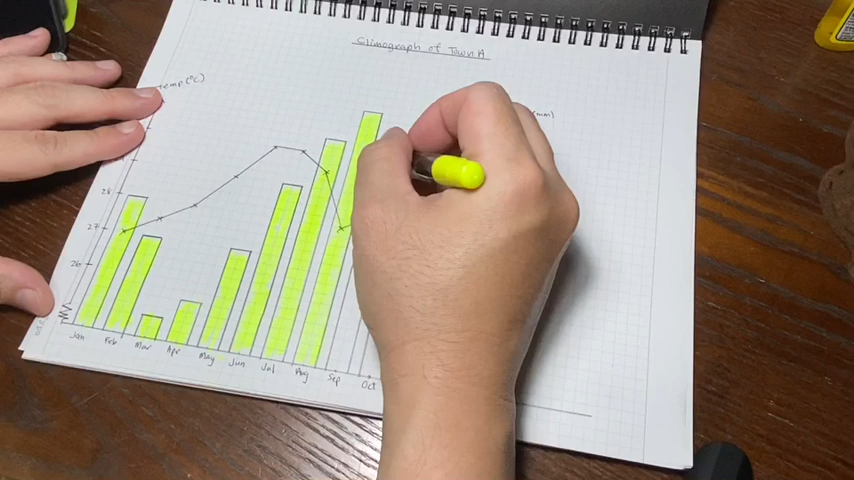 Climograph of Town A
temp (°C)
(mm)
28
27
26
Jan Feb Mar Apr May Jun Jul Aug Sep Oct